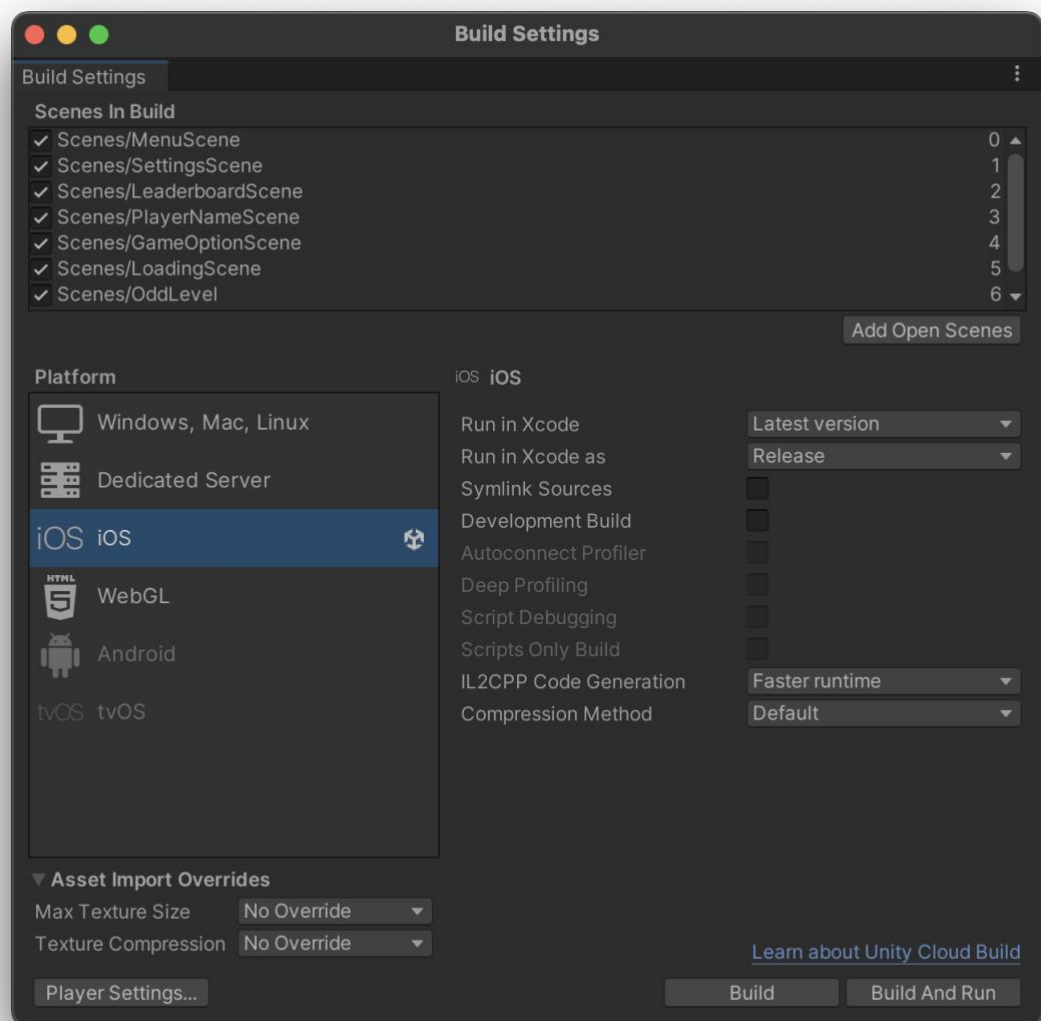 Build Settings
Build Settings
Scenes In Build
Scenes/MenuScene 0
Scenes/SettingsScene 1
Scenes/LeaderboardScene 2
Scenes/PlayerNameScene 3
Scenes/GameOptionScene 4
Scenes/LoadingScene 5
Scenes/OddLevel 6
Add Open Scenes
Platform
Windows, Mac, Linux
Dedicated Server
iOS iOS
HTML 5 WebGL
Android
tvOS tvOS
iOS iOS
Run in Xcode Latest version
Run in Xcode as Release
Symlink Sources
Development Build
Autoconnect Profiler
Deep Profiling
Script Debugging
Scripts Only Build
IL2CPP Code Generation Faster runtime
Compression Method Default
Asset Import Overrides
Max Texture Size No Override
Texture Compression No Override
Learn about Unity Cloud Build
Player Settings... Build Build And Run